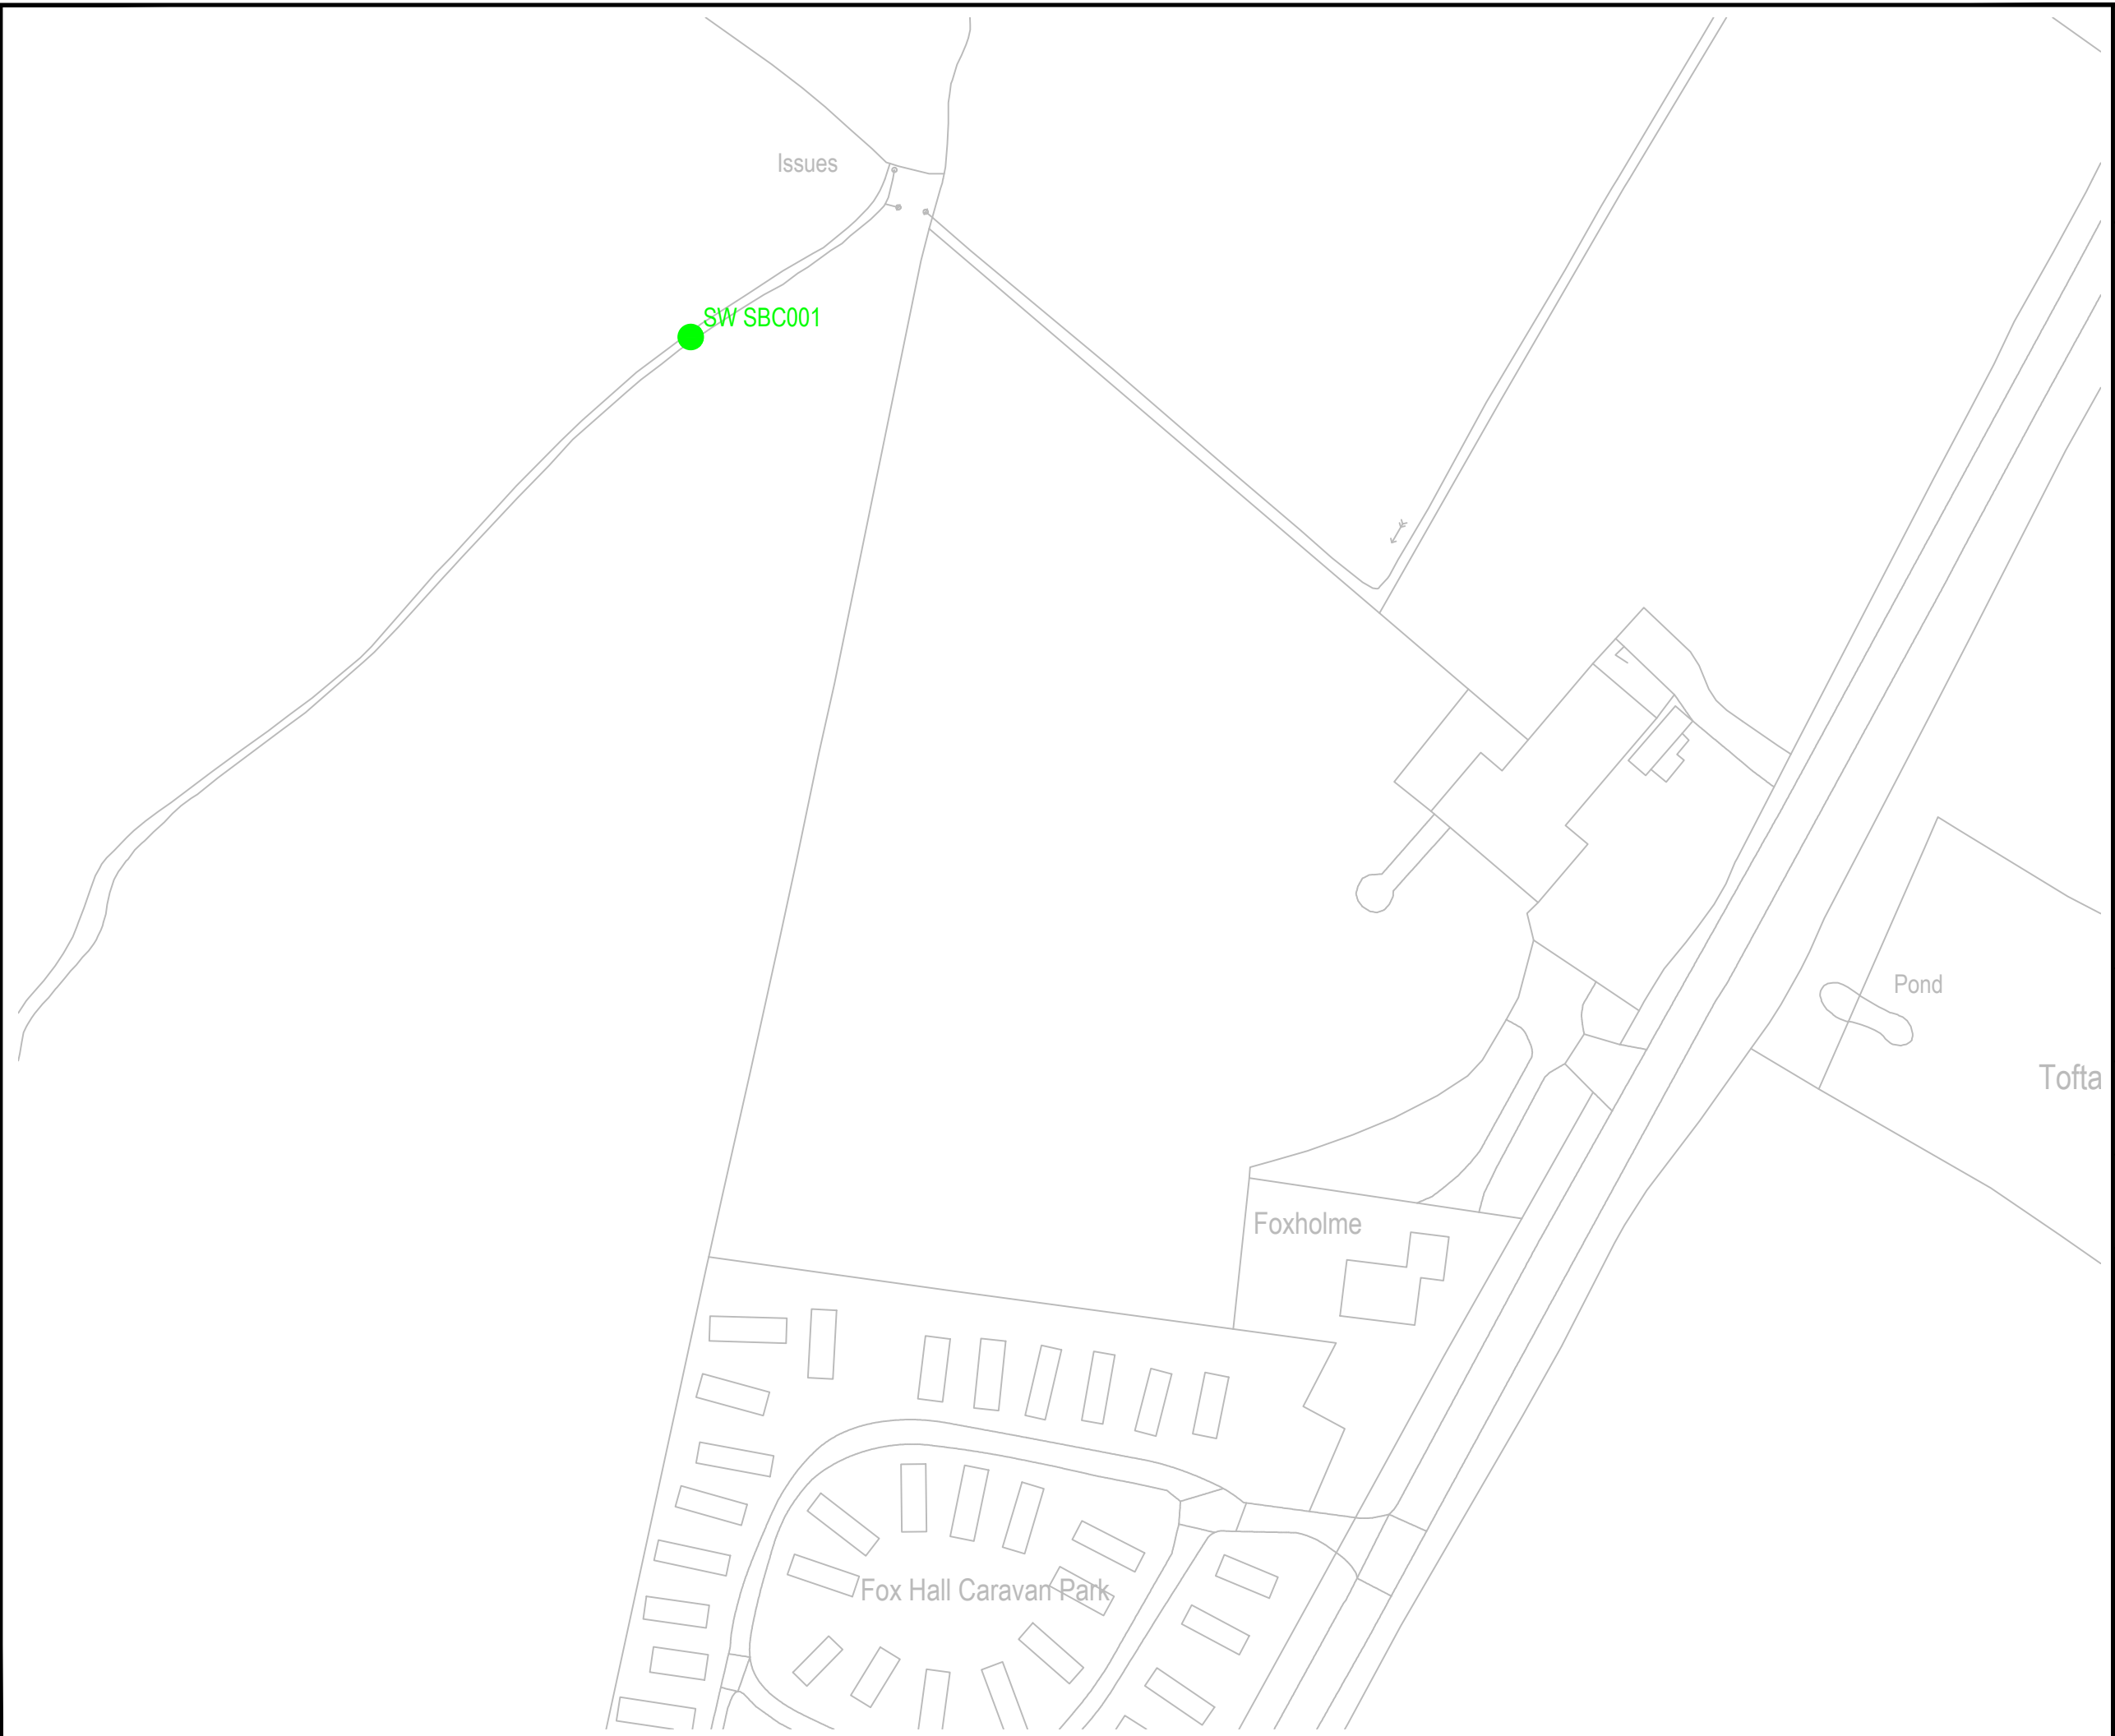 Issues
SW SBC001
Pond
Tofta
Foxholme
Fox Hall Caravan Park